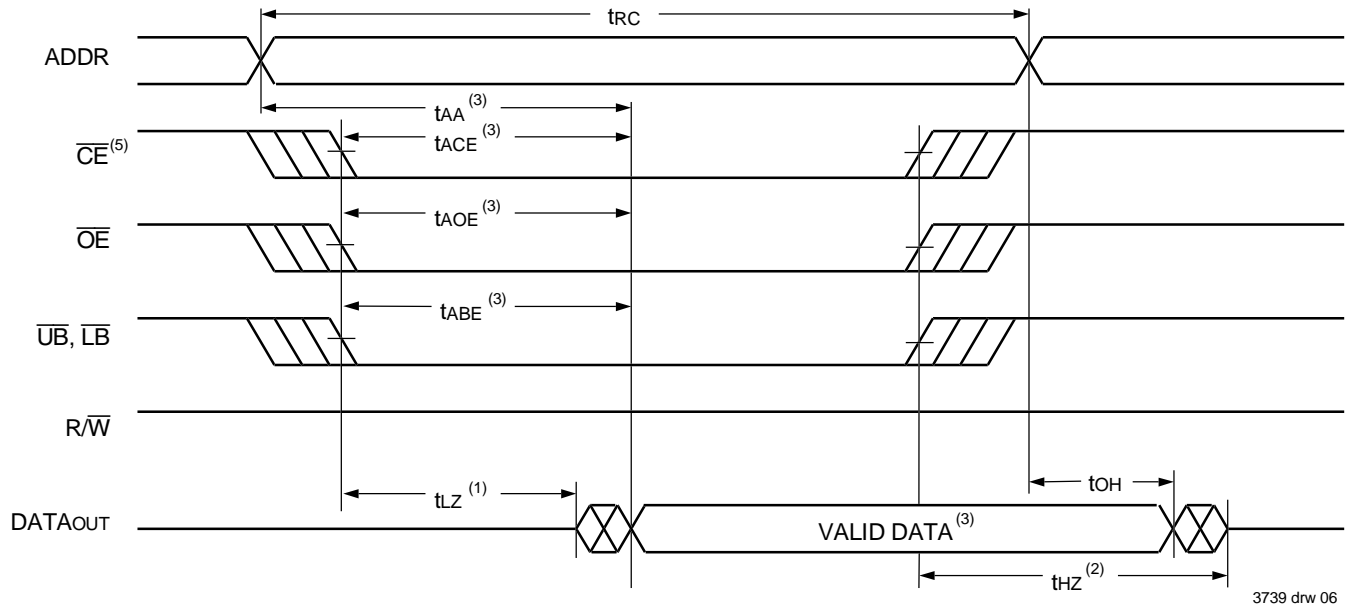 tRC
ADDR
tAA (3)
CE (5)
tACE (3)
OE
tAOE (3)
UB, LB
tABE (3)
R/W
tLZ (1)
tOH
DATAOUT
VALID DATA (3)
tHZ (2)
3739 drw 06